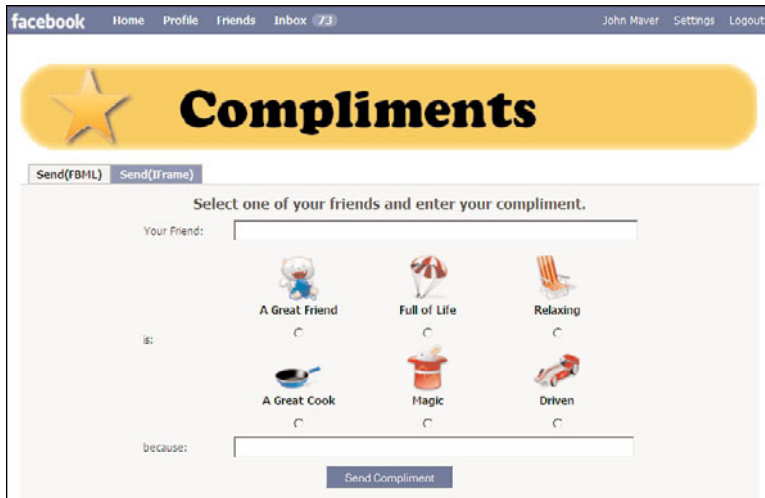 facebook Home Profile Friends Inbox 73 John Maver Settings Logout
Compliments
Send(FBML) Send(IFrame)
Select one of your friends and enter your compliment.
Your Friend:
A Great Friend Full of Life Relaxing
is:
A Great Cook Magic Driven
because:
Send Compliment